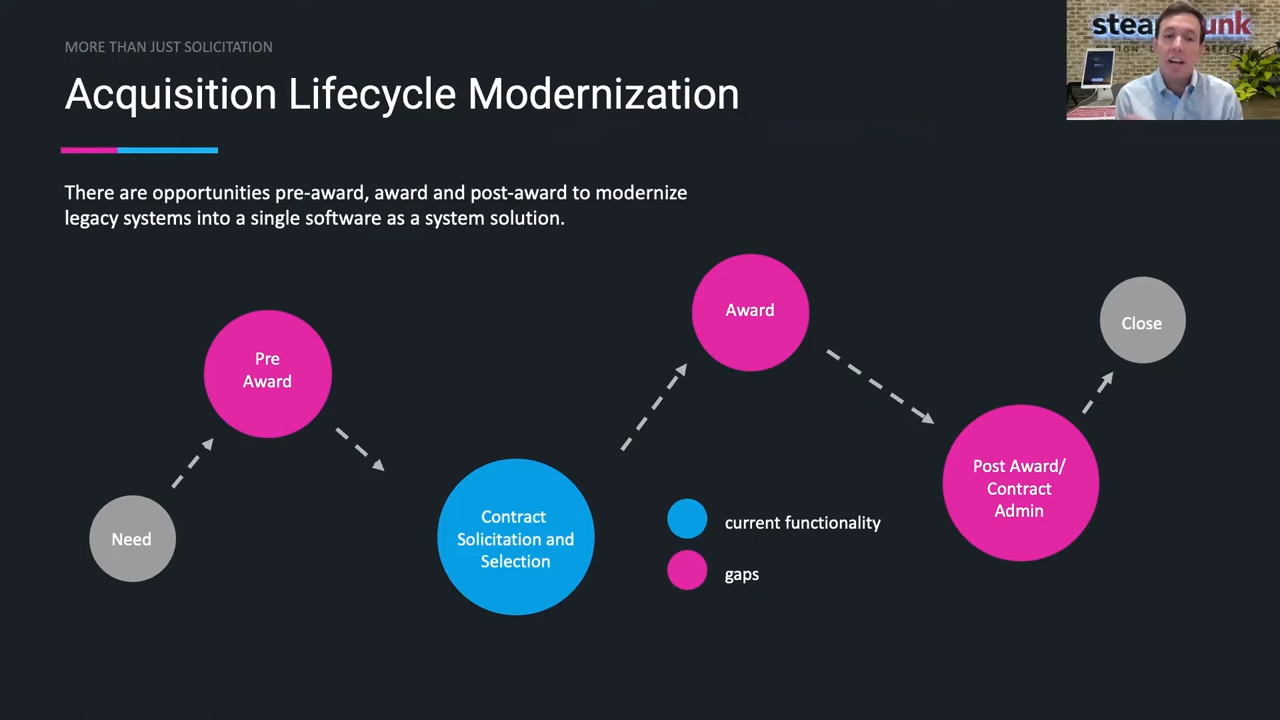 MORE THAN JUST SOLICITATION
Acquisition Lifecycle Modernization
There are opportunities pre-award, award and post-award to modernize
legacy systems into a single software as a system solution.
Need
Pre
Award
Contract
Solicitation and
Selection
Award
Post Award/
Contract
Admin
Close
current functionality
gaps